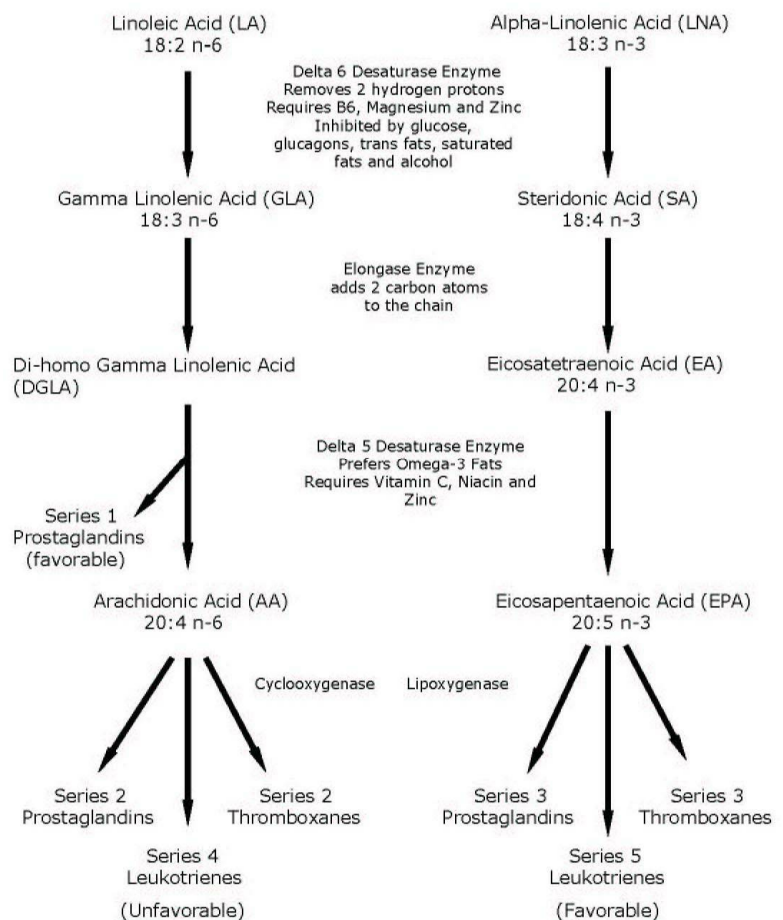 Linoleic Acid (LA)
18:2 n-6
Alpha-Linolenic Acid (LNA)
18:3 n-3
Delta 6 Desaturase Enzyme
Removes 2 hydrogen protons
Requires B6, Magnesium and Zinc
Inhibited by glucose,
glucagons, trans fats, saturated
fats and alcohol
Gamma Linolenic Acid (GLA)
18:3 n-6
Steridonic Acid (SA)
18:4 n-3
Elongase Enzyme
adds 2 carbon atoms
to the chain
Di-homo Gamma Linolenic Acid
(DGLA)
Eicosatetraenoic Acid (EA)
20:4 n-3
Delta 5 Desaturase Enzyme
Prefers Omega-3 Fats
Requires Vitamin C, Niacin and
Zinc
Series 1
Prostaglandins
(favorable)
Arachidonic Acid (AA)
20:4 n-6
Eicosapentaenoic Acid (EPA)
20:5 n-3
Cyclooxygenase
Lipoxygenase
Series 2
Prostaglandins
Series 2
Thromboxanes
Series 3
Prostaglandins
Series 3
Thromboxanes
Series 4
Leukotrienes
(Unfavorable)
Series 5
Leukotrienes
(Favorable)